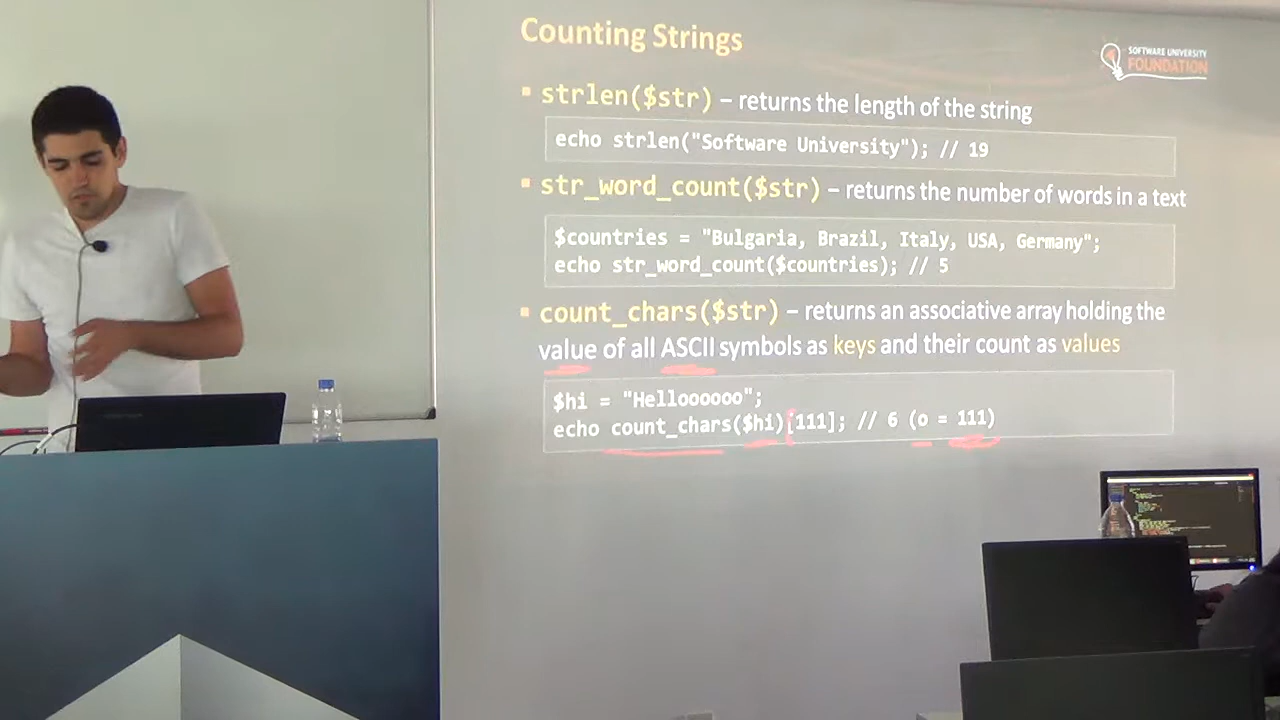 Counting Strings
SOFTWARE UNIVERSITY
FOUNDATION
▪ strlen($str) – returns the length of the string
echo strlen("Software University"); // 19
▪ str_word_count($str) – returns the number of words in a text
$countries = "Bulgaria, Brazil, Italy, USA, Germany";
echo str_word_count($countries); // 5
▪ count_chars($str) – returns an associative array holding the
value of all ASCII symbols as keys and their count as values
$hi = "Helloooooo";
echo count_chars($hi)[111]; // 6 (o = 111)